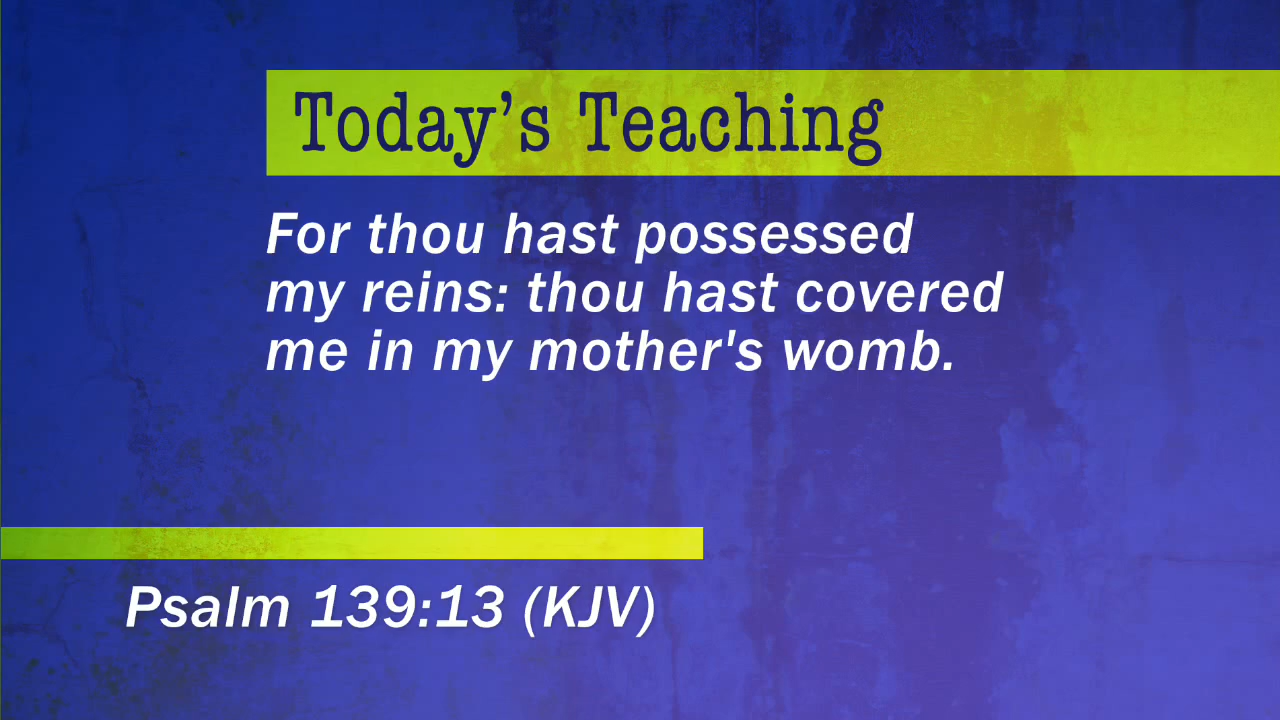 Today’s Teaching
For thou hast possessed
my reins: thou hast covered
me in my mother's womb.
Psalm 139:13 (KJV)